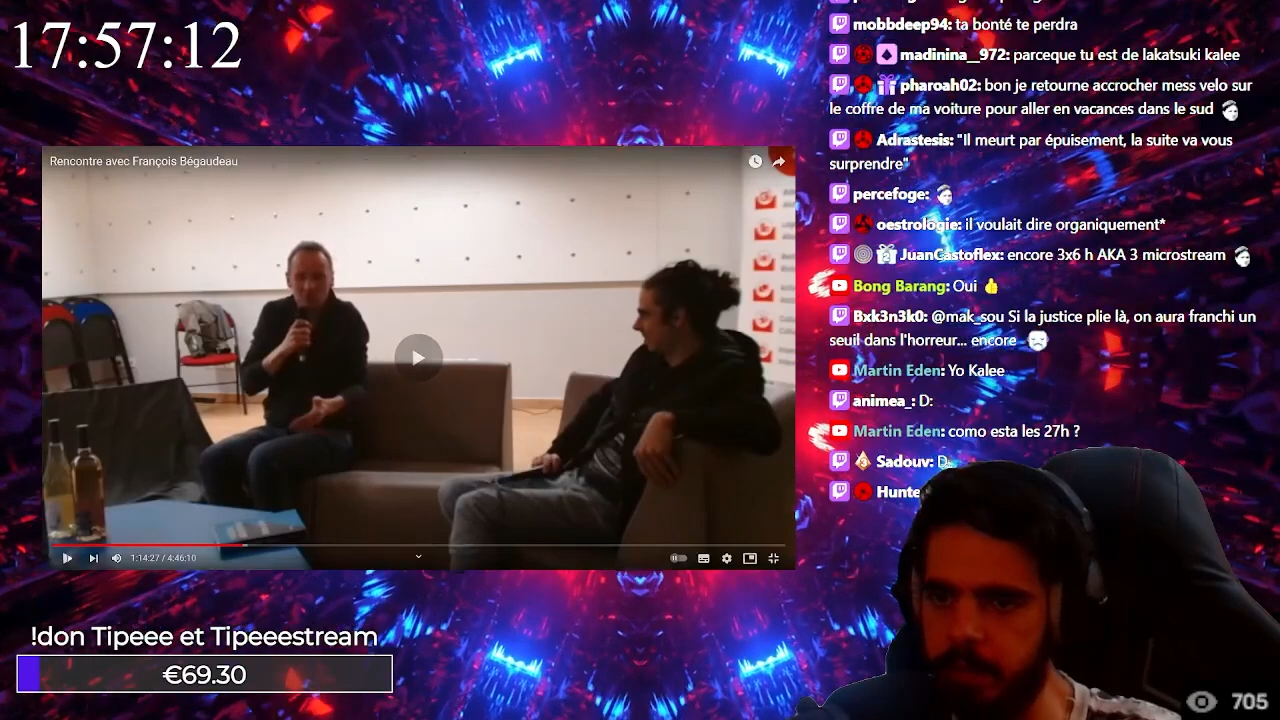 17:57:12
Rencontre avec François Bégaudeau
1:14:27 / 4:46:10
!don Tipeee et Tipeeestream
€69.30
mobbdeep94: ta bonté te perdra
madinina__972: parceque tu est de lakatsuki kalee
pharoah02: bon je retourne accrocher mess velo sur
le coffre de ma voiture pour aller en vacances dans le sud
Adrastesis: "Il meurt par épuisement, la suite va vous
surprendre"
percefoge:
oestrologie: il voulait dire organiquement*
JuanCastoflex: encore 3x6 h AKA 3 microstream
Bong Barang: Oui 👍
Bxk3n3k0: @mak_sou Si la justice plie là, on aura franchi un
seuil dans l'horreur... encore
Martin Eden: Yo Kalee
animea_: D:
Martin Eden: como esta les 27h ?
Sadouv: D:
Hunte
705